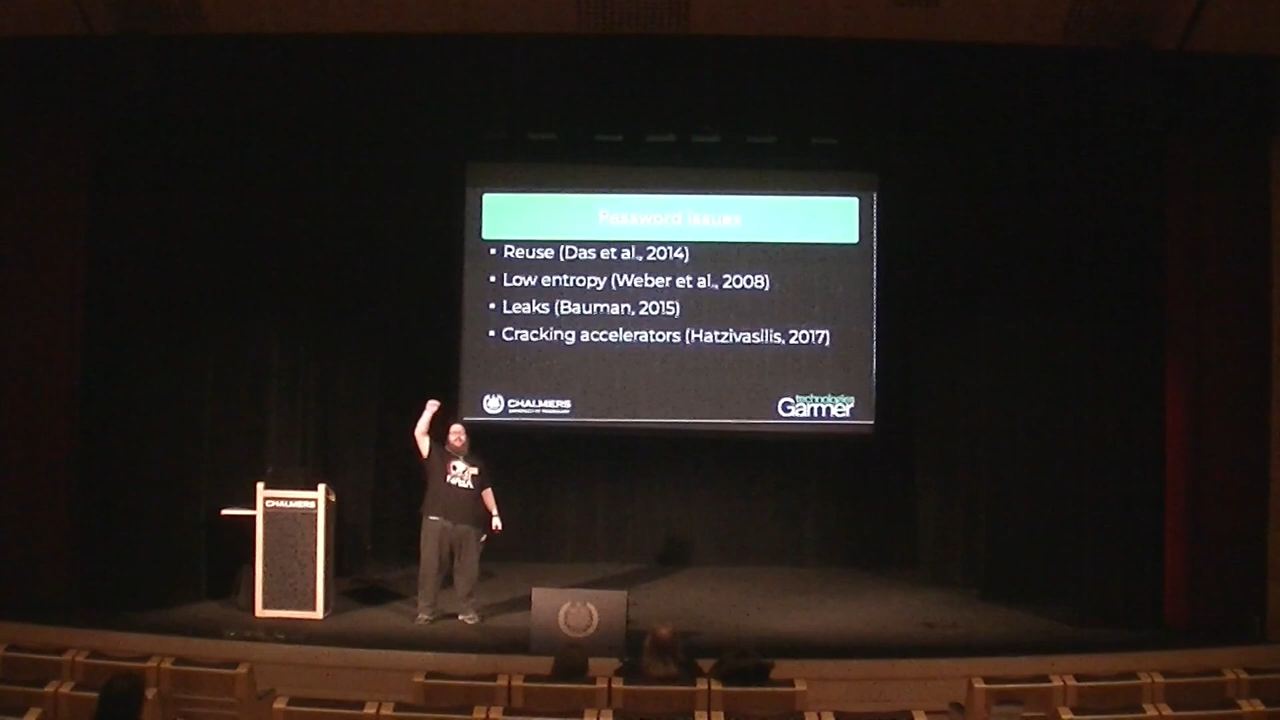 Password issues
▪ Reuse (Das et al., 2014)
▪ Low entropy (Weber et al., 2008)
▪ Leaks (Bauman, 2015)
▪ Cracking accelerators (Hatzivasilis, 2017)
CHALMERS
technologies
Garmer
CHALMERS